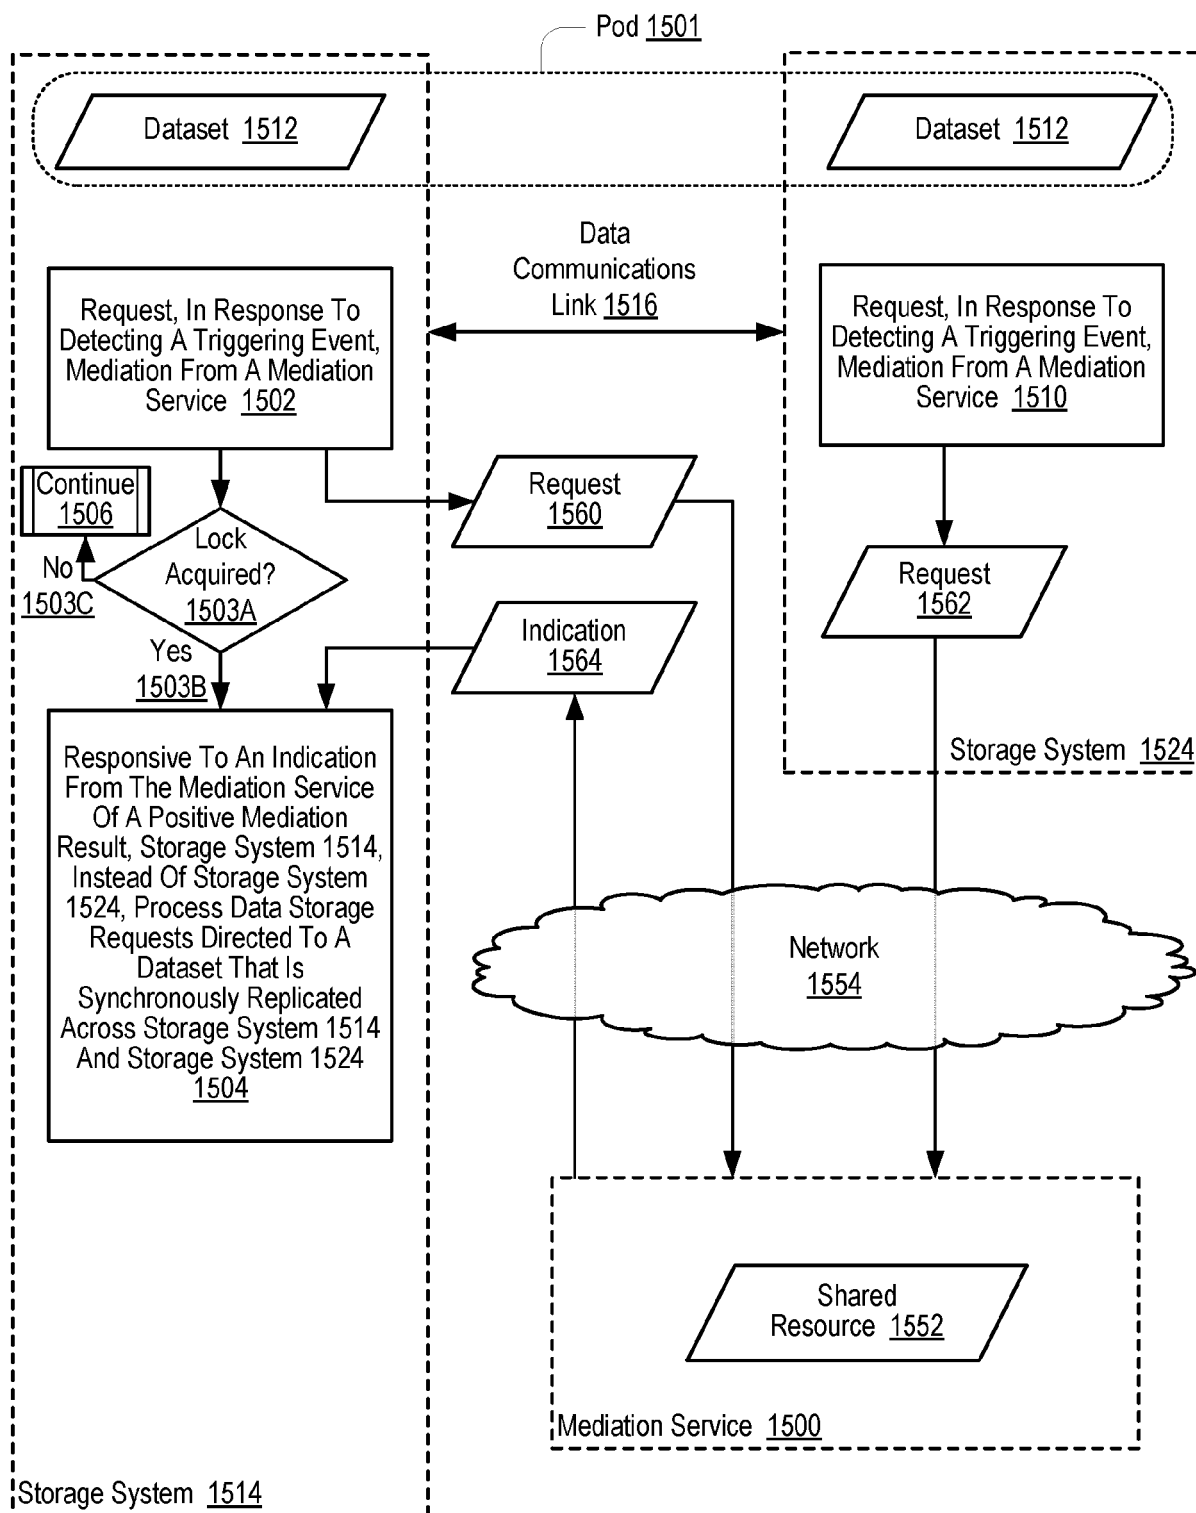 Pod 1501
Dataset 1512
Dataset 1512
Data
Communications
Link 1516
Request, In Response To
Detecting A Triggering Event,
Mediation From A Mediation
Service 1502
Request, In Response To
Detecting A Triggering Event,
Mediation From A Mediation
Service 1510
Continue
1506
Lock
Acquired?
1503A
No
1503C
Yes
1503B
Request
1560
Request
1562
Indication
1564
Storage System 1524
Responsive To An Indication
From The Mediation Service
Of A Positive Mediation
Result, Storage System 1514,
Instead Of Storage System
1524, Process Data Storage
Requests Directed To A
Dataset That Is
Synchronously Replicated
Across Storage System 1514
And Storage System 1524
1504
Network
1554
Shared
Resource 1552
Mediation Service 1500
Storage System 1514